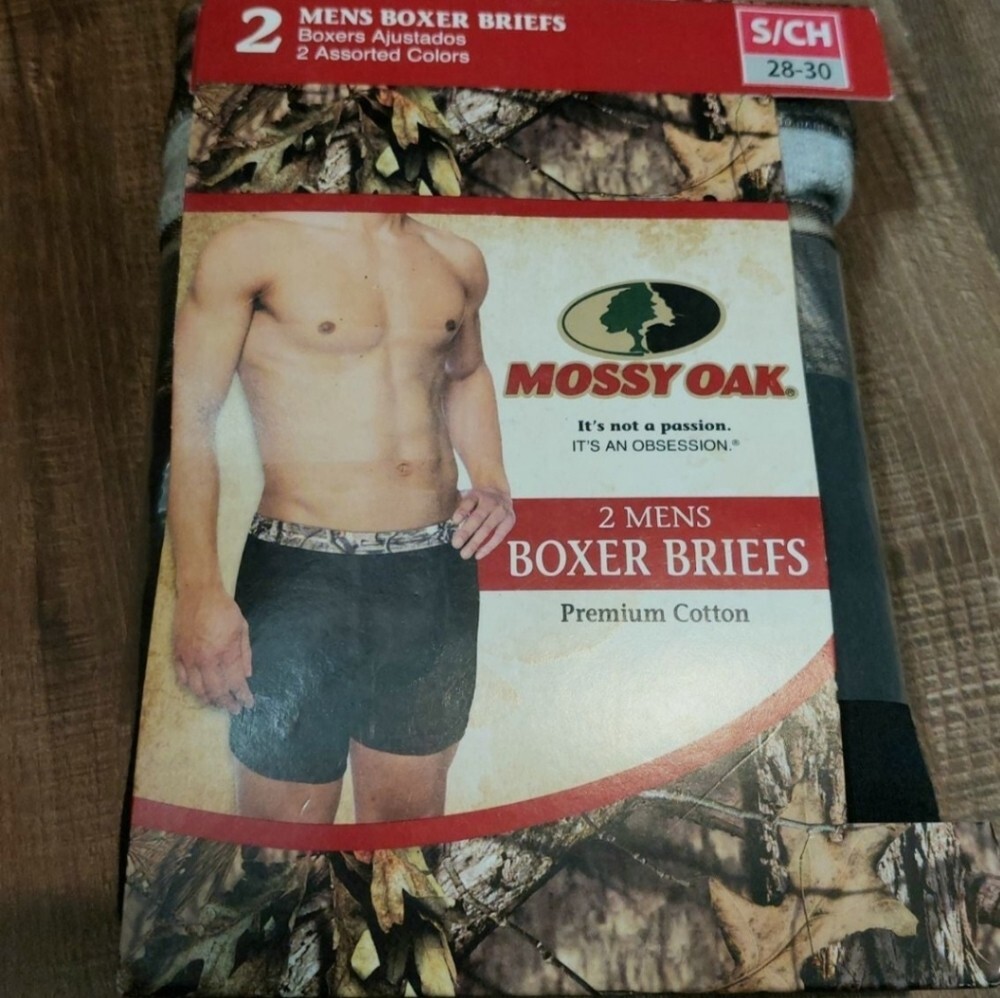 2 MENS BOXER BRIEFS
Boxers Ajustados
2 Assorted Colors
S/CH
28-30
MOSSY OAK®
It's not a passion.
IT'S AN OBSESSION.®
2 MENS
BOXER BRIEFS
Premium Cotton